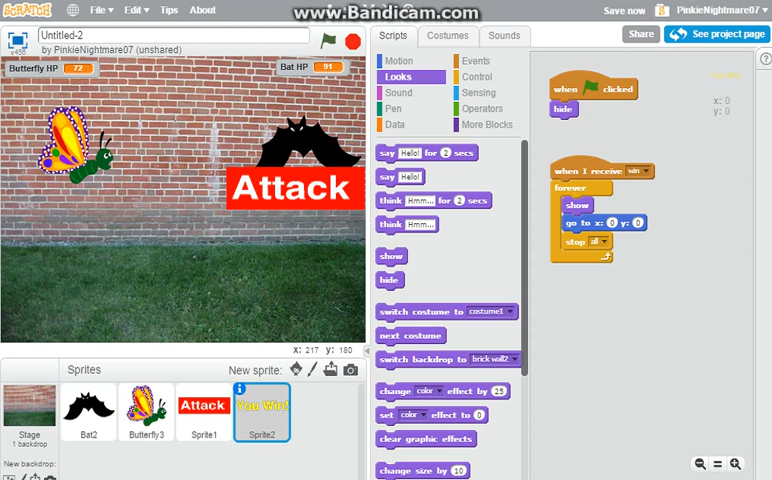 www.Bandicam.com
SCRATCH
File
Edit
Tips
About
Save now
PinkieNightmare07
v458
Untitled-2
by PinkieNightmare07 (unshared)
Scripts
Costumes
Sounds
Share
See project page
Butterfly HP 72
Bat HP 91
Attack
x: 217 y: 180
Motion
Looks
Sound
Pen
Data
Events
Control
Sensing
Operators
More Blocks
say Hello! for 2 secs
say Hello!
think Hmm... for 2 secs
think Hmm...
show
hide
switch costume to costume1
next costume
switch backdrop to brick wall2
change color effect by 25
set color effect to 0
clear graphic effects
change size by 10
when clicked
hide
x: 0
y: 0
when I receive win
forever
show
go to x: 0 y: 0
stop all
Sprites
New sprite:
Stage
1 backdrop
New backdrop:
Bat2
Butterfly3
Attack
Sprite1
You Win!
Sprite2